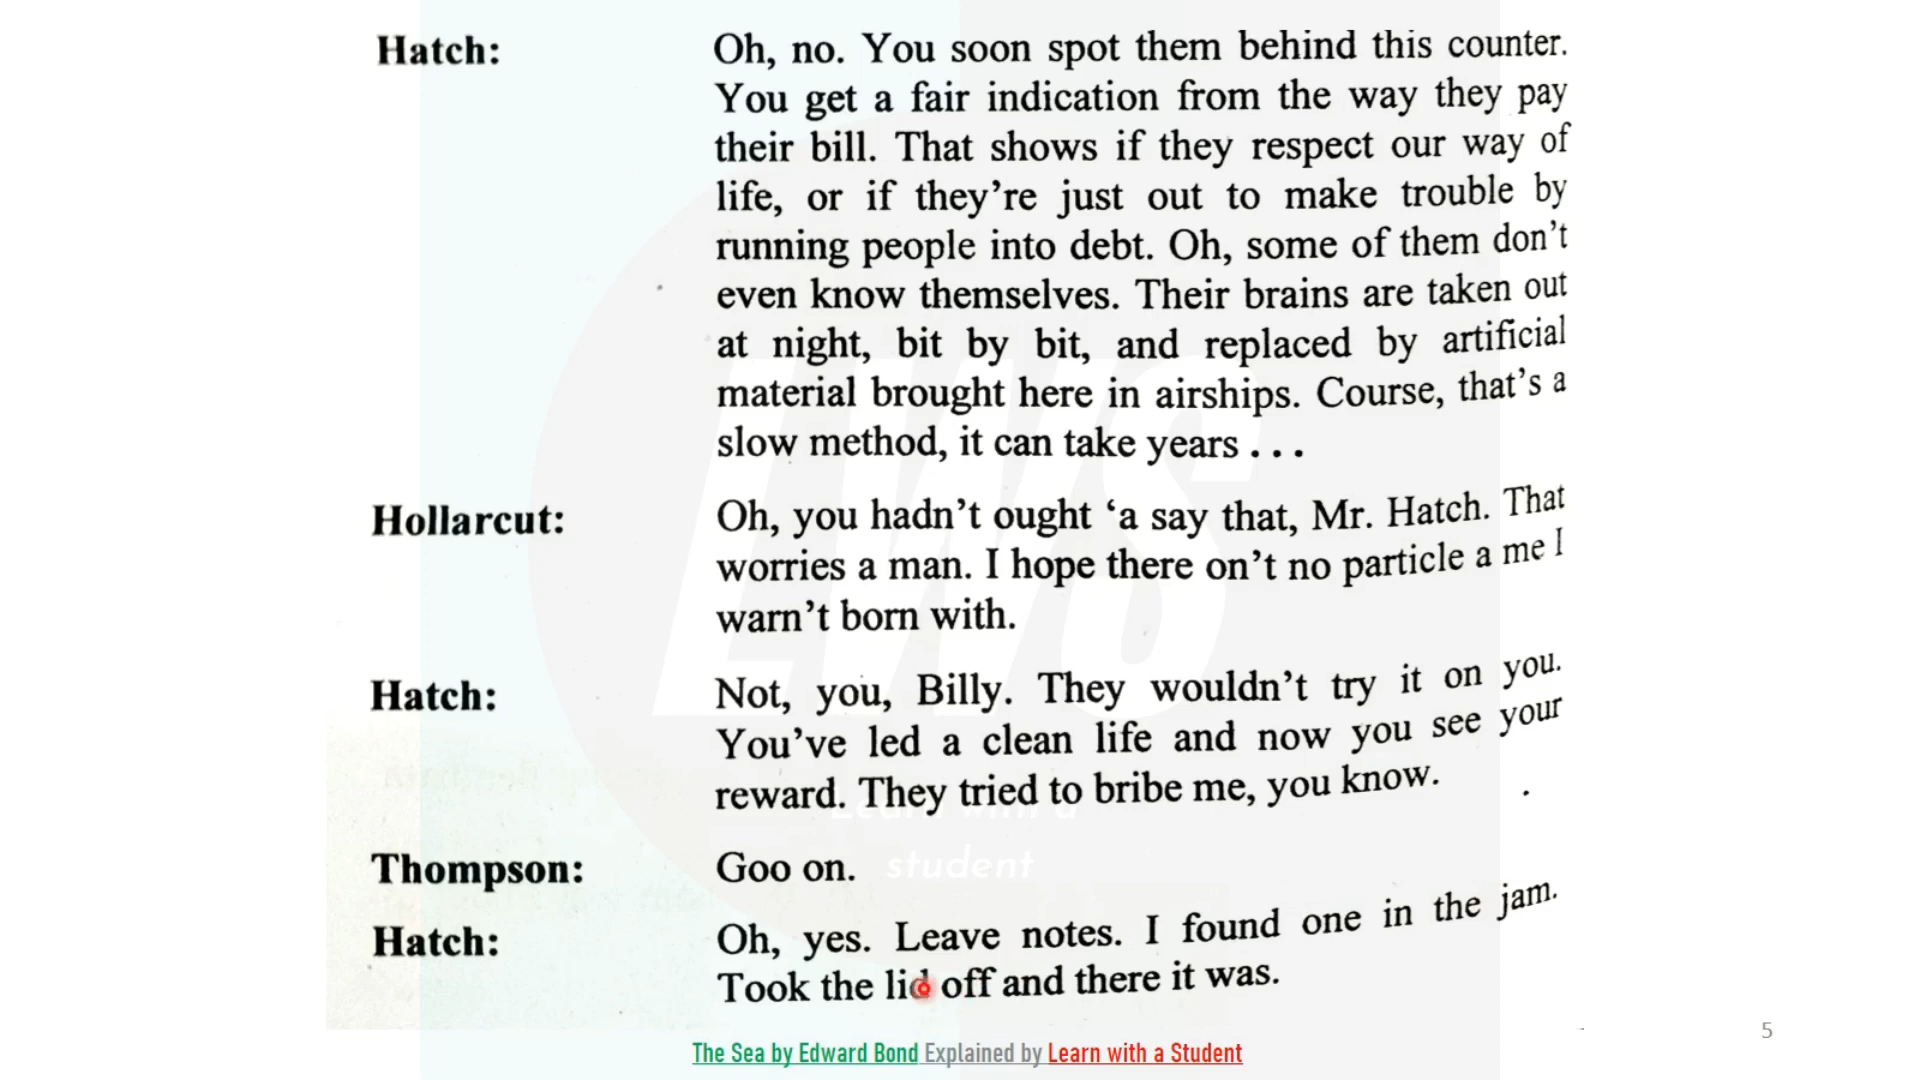 Hatch: Oh, no. You soon spot them behind this counter.
You get a fair indication from the way they pay
their bill. That shows if they respect our way of
life, or if they're just out to make trouble by
running people into debt. Oh, some of them don't
even know themselves. Their brains are taken out
at night, bit by bit, and replaced by artificial
material brought here in airships. Course, that's a
slow method, it can take years . . .
Hollarcut: Oh, you hadn't ought ‘a say that, Mr. Hatch. That
worries a man. I hope there on't no particle a me I
warn't born with.
Hatch: Not, you, Billy. They wouldn't try it on you.
You've led a clean life and now you see your
reward. They tried to bribe me, you know.
Thompson: Goo on.
Hatch: Oh, yes. Leave notes. I found one in the jam.
Took the lid off and there it was.
LWS
Learn with a
student
The Sea by Edward Bond Explained by Learn with a Student
5